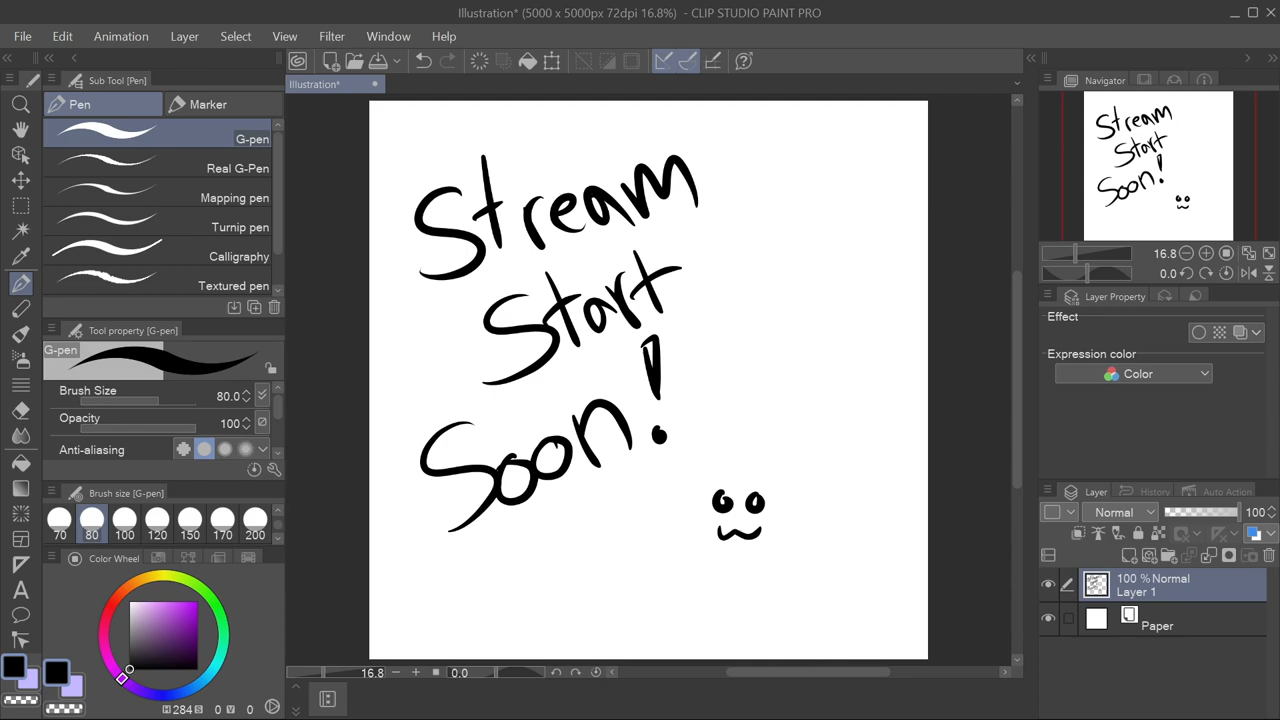 Illustration* (5000 x 5000px 72dpi 16.8%) - CLIP STUDIO PAINT PRO
File Edit Animation Layer Select View Filter Window Help
Sub Tool [Pen]
Illustration*
Navigator
Pen Marker
G-pen
Real G-Pen
Mapping pen
Turnip pen
Calligraphy
Textured pen
Tool property [G-pen]
G-pen
Brush Size 80.0
Opacity 100
Anti-aliasing
Brush size [G-pen]
70 80 100 120 150 170 200
Color Wheel
H 284 S 0 V 0
Stream
Start
Soon!
16.8 0.0
Stream
Start
Soon!
16.8
0.0
Layer Property
Effect
Expression color
Color
Layer History Auto Action
Normal 100
100 % Normal
Layer 1
Paper